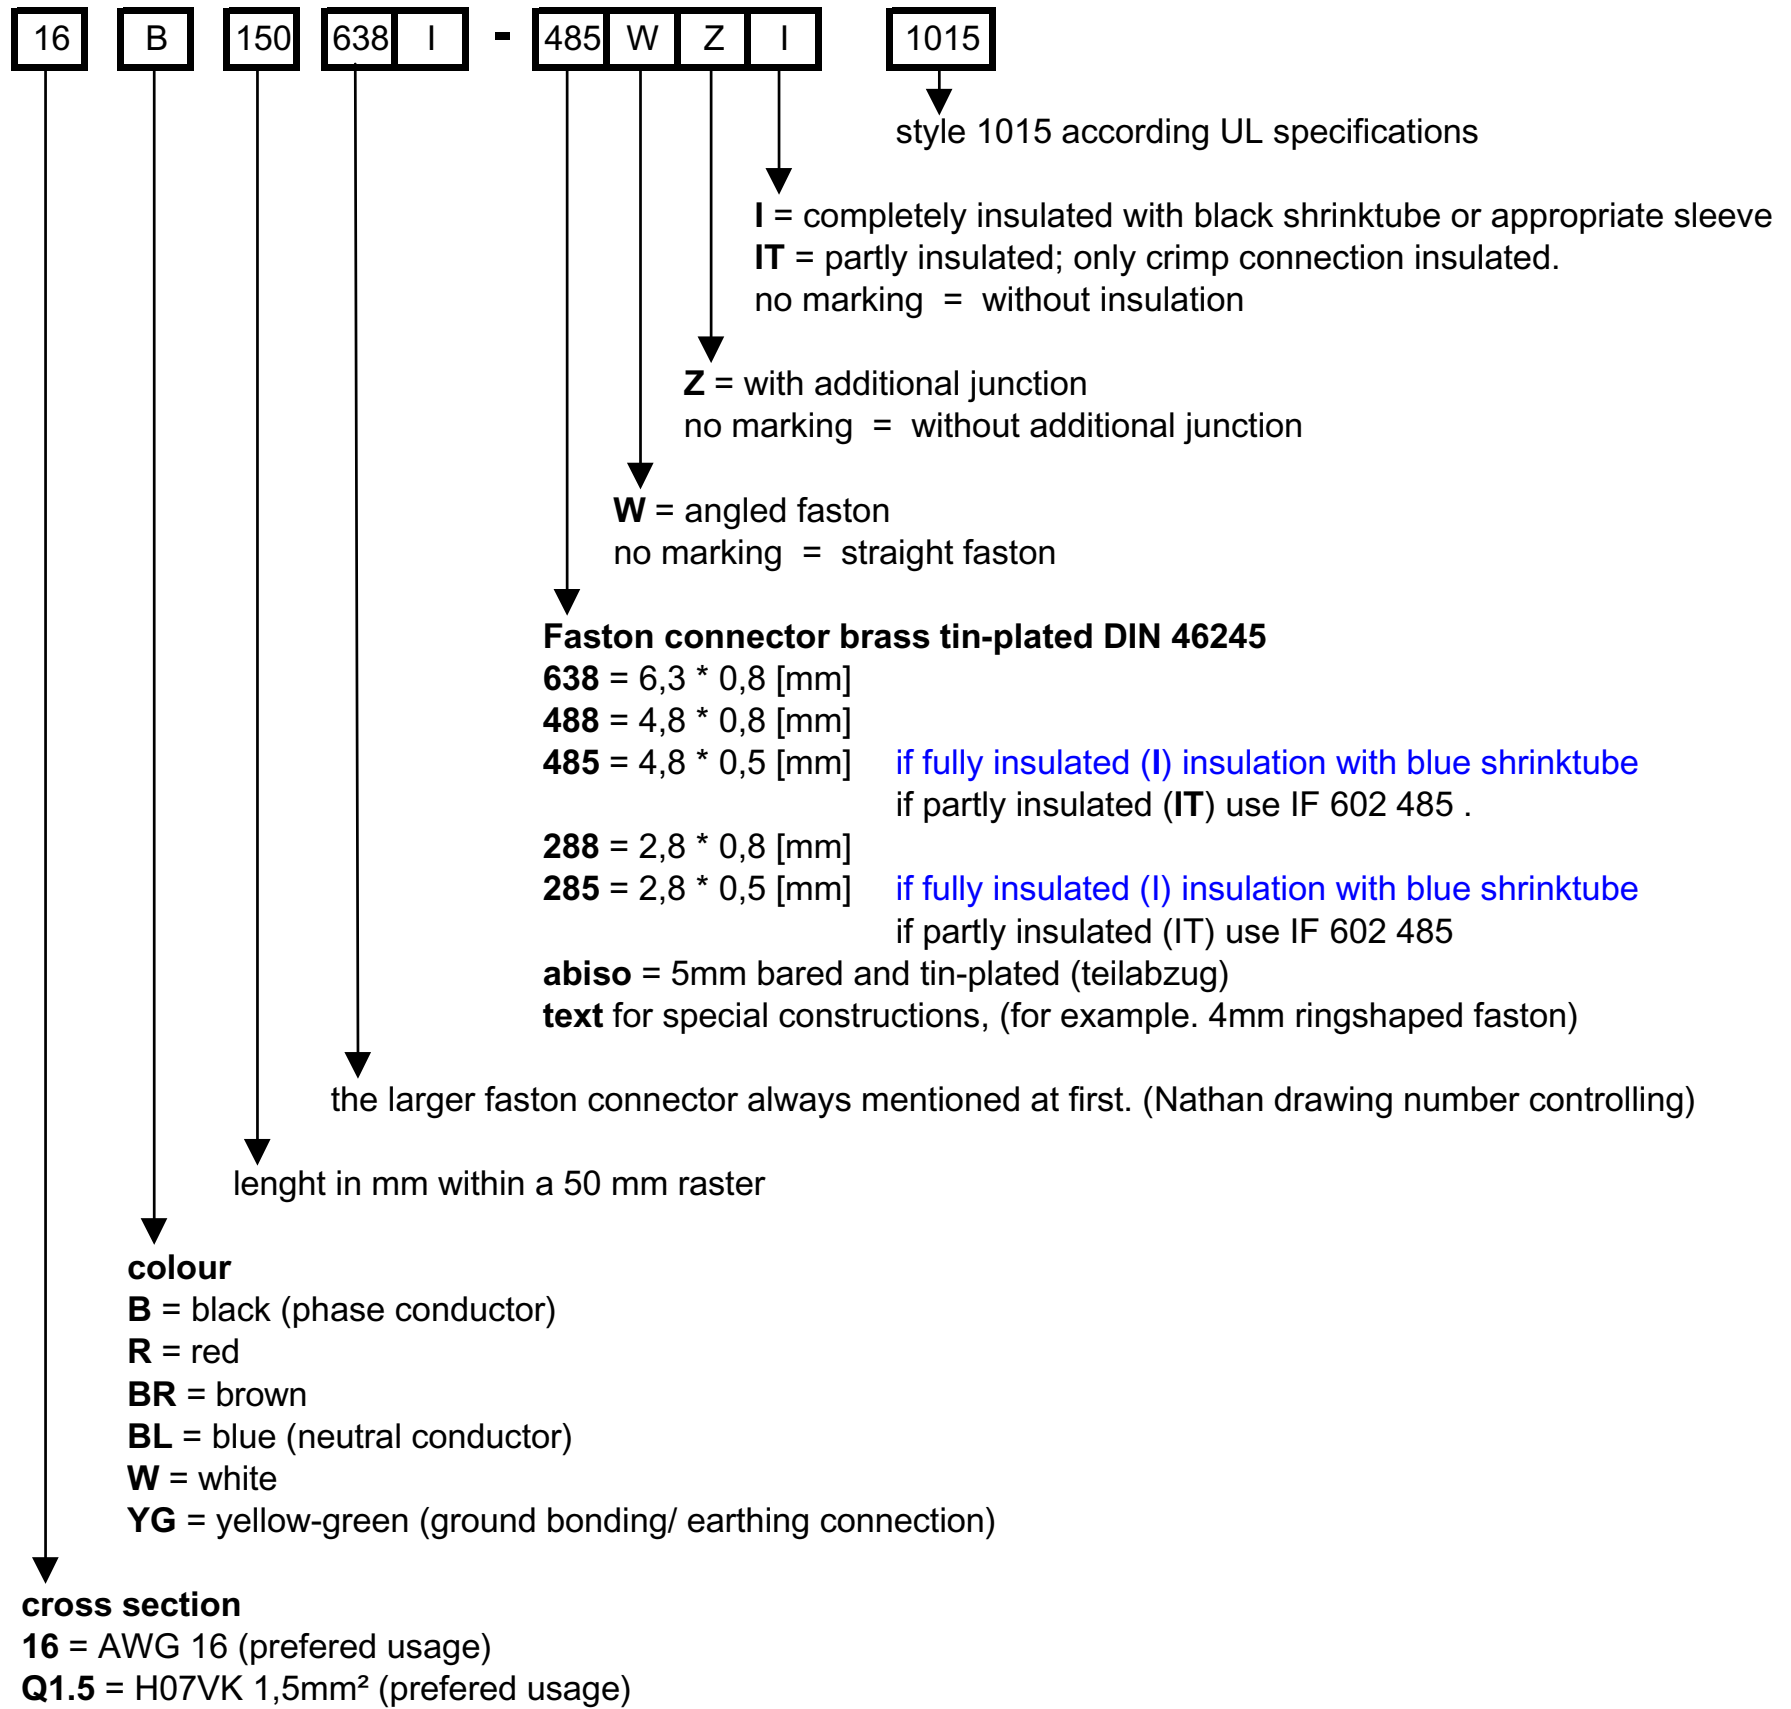 16 B 150 638 I - 485 W Z I 1015
style 1015 according UL specifications
I = completely insulated with black shrinktube or appropriate sleeve
IT = partly insulated; only crimp connection insulated.
no marking = without insulation
Z = with additional junction
no marking = without additional junction
W = angled faston
no marking = straight faston
Faston connector brass tin-plated DIN 46245
638 = 6,3 * 0,8 [mm]
488 = 4,8 * 0,8 [mm]
485 = 4,8 * 0,5 [mm] if fully insulated (I) insulation with blue shrinktube
if partly insulated (IT) use IF 602 485 .
288 = 2,8 * 0,8 [mm]
285 = 2,8 * 0,5 [mm] if fully insulated (I) insulation with blue shrinktube
if partly insulated (IT) use IF 602 485
abiso = 5mm bared and tin-plated (teilabzug)
text for special constructions, (for example. 4mm ringshaped faston)
the larger faston connector always mentioned at first. (Nathan drawing number controlling)
lenght in mm within a 50 mm raster
colour
B = black (phase conductor)
R = red
BR = brown
BL = blue (neutral conductor)
W = white
YG = yellow-green (ground bonding/ earthing connection)
cross section
16 = AWG 16 (prefered usage)
Q1.5 = H07VK 1,5mm² (prefered usage)